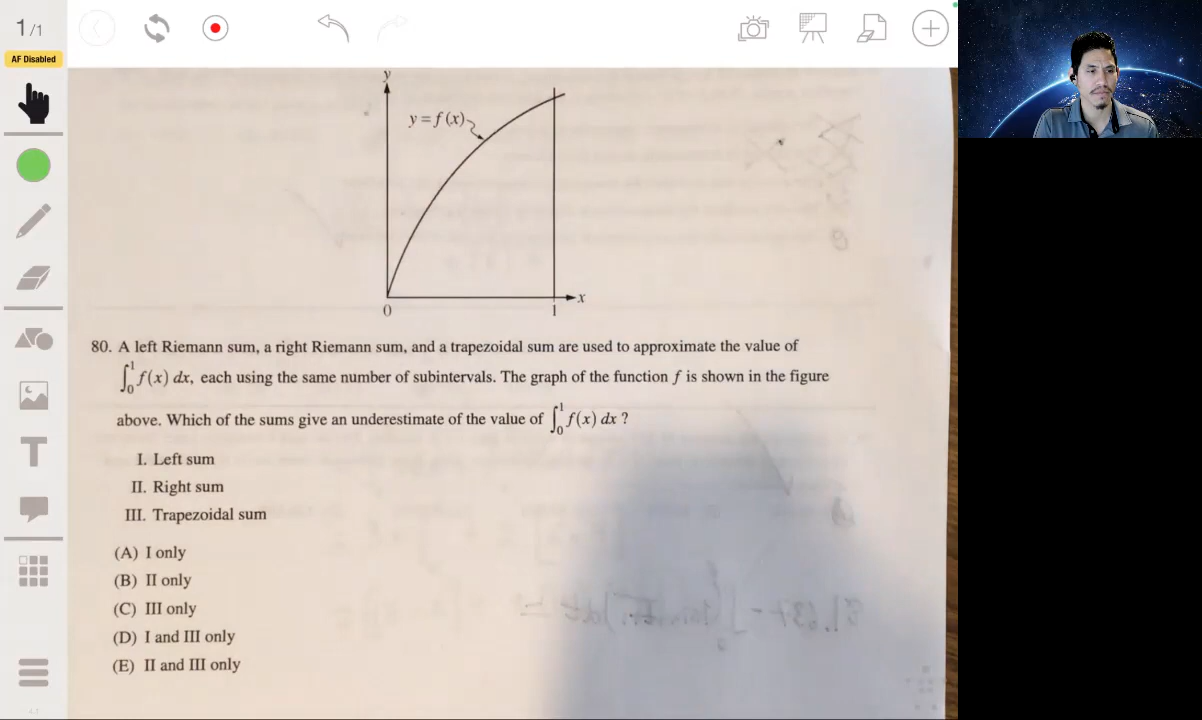 1/1
AF Disabled
y
y = f(x)
0
1
x
80. A left Riemann sum, a right Riemann sum, and a trapezoidal sum are used to approximate the value of
∫₀¹ f(x) dx, each using the same number of subintervals. The graph of the function f is shown in the figure
above. Which of the sums give an underestimate of the value of ∫₀¹ f(x) dx ?
I. Left sum
II. Right sum
III. Trapezoidal sum
(A) I only
(B) II only
(C) III only
(D) I and III only
(E) II and III only
T